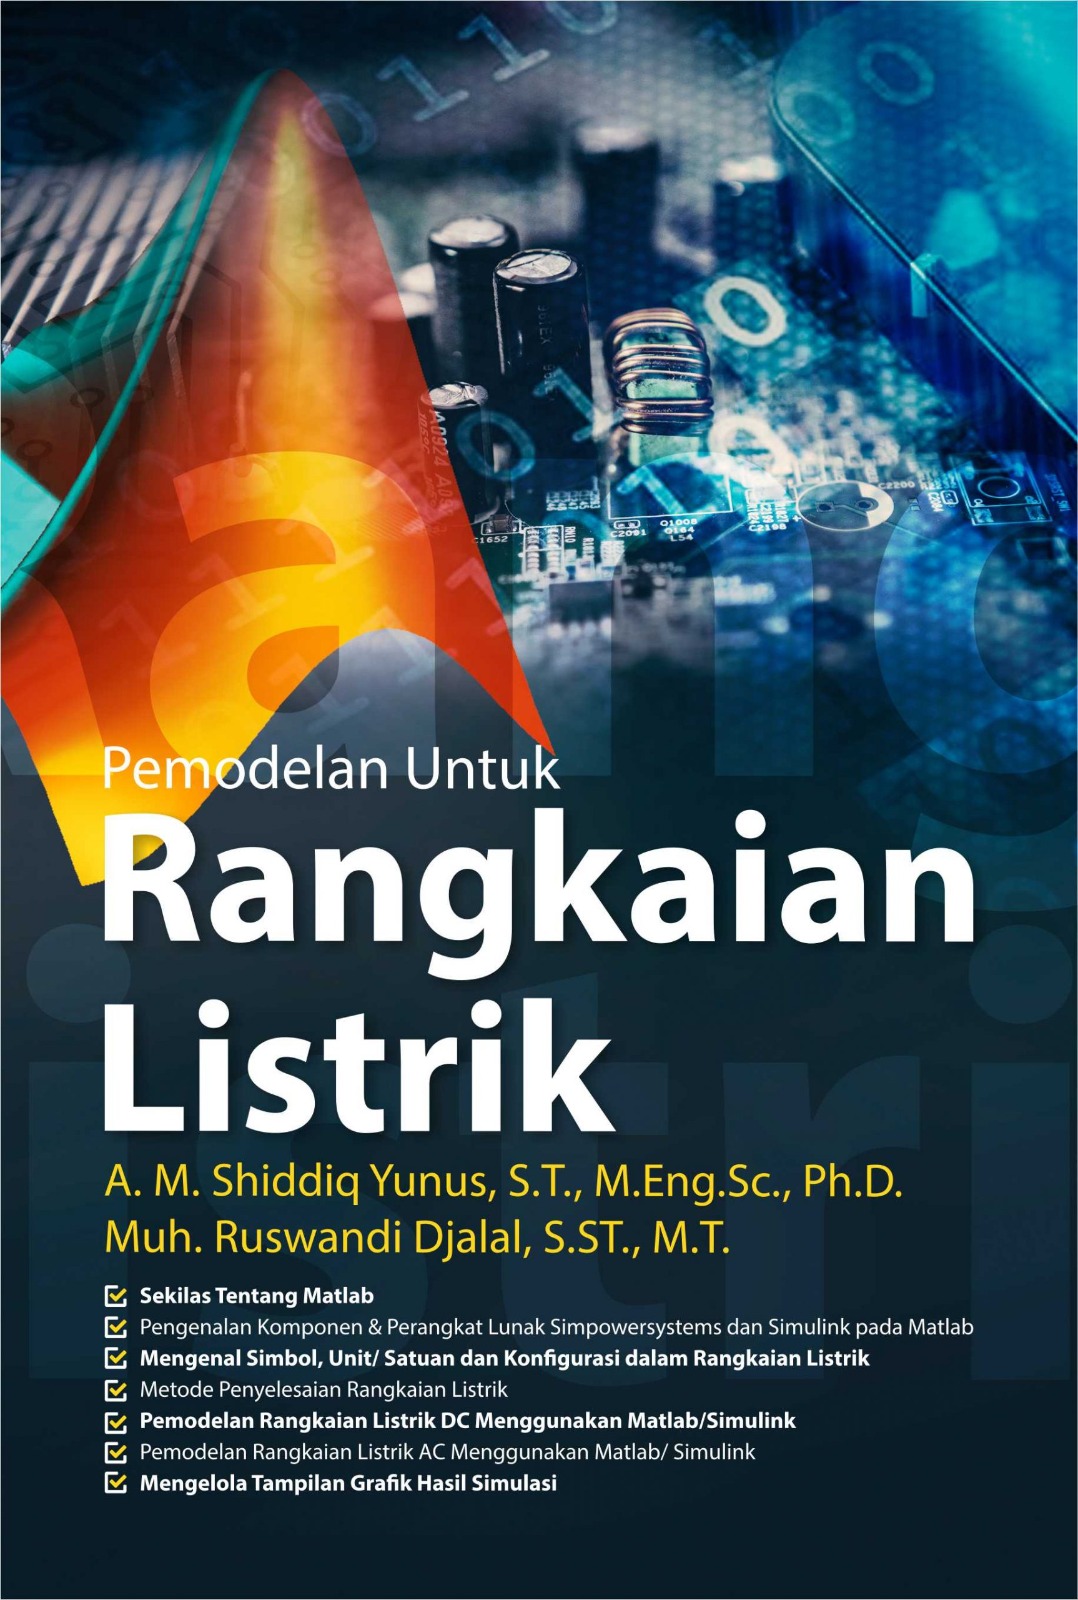 Pemodelan Untuk
Rangkaian
Listrik
A. M. Shiddiq Yunus, S.T., M.Eng.Sc., Ph.D.
Muh. Ruswandi Djalal, S.ST., M.T.
Sekilas Tentang Matlab
Pengenalan Komponen & Perangkat Lunak Simpowersystems dan Simulink pada Matlab
Mengenal Simbol, Unit/ Satuan dan Konfigurasi dalam Rangkaian Listrik
Metode Penyelesaian Rangkaian Listrik
Pemodelan Rangkaian Listrik DC Menggunakan Matlab/Simulink
Pemodelan Rangkaian Listrik AC Menggunakan Matlab/ Simulink
Mengelola Tampilan Grafik Hasil Simulasi